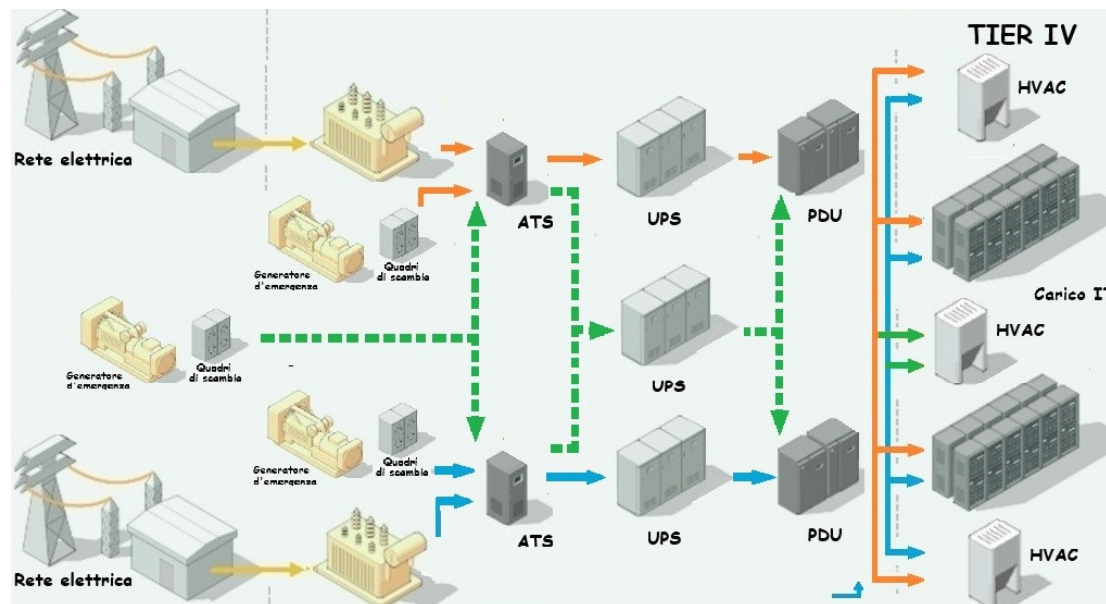 TIER IV
HVAC
Rete elettrica
ATS
UPS
PDU
Generatore
d'emergenza
Quadri
di scambio
Carico IT
Generatore
d'emergenza
Quadri
di scambio
UPS
HVAC
Generatore
d'emergenza
Quadri
di scambio
Rete elettrica
ATS
UPS
PDU
HVAC